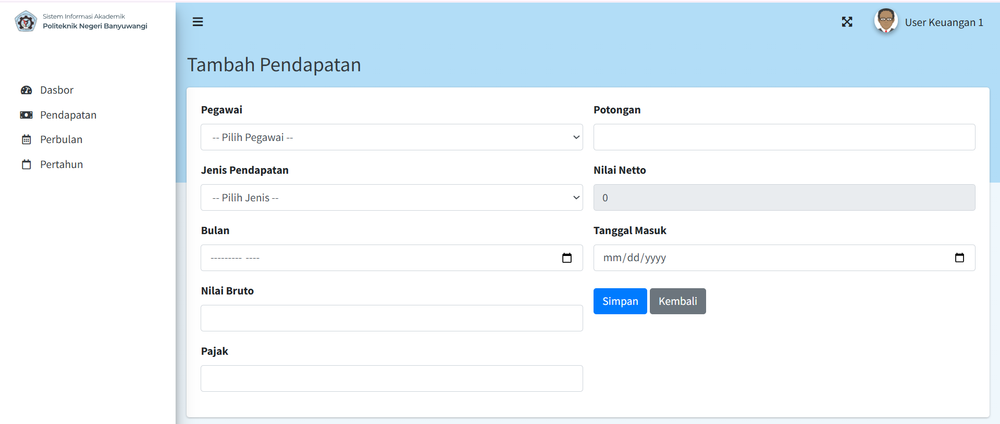 Sistem Informasi Akademik
Politeknik Negeri Banyuwangi
User Keuangan 1
Dasbor
Pendapatan
Perbulan
Pertahun
Tambah Pendapatan
Pegawai
-- Pilih Pegawai --
Jenis Pendapatan
-- Pilih Jenis --
Bulan
--------- ----
Nilai Bruto
Pajak
Potongan
Nilai Netto
0
Tanggal Masuk
mm/dd/yyyy
Simpan Kembali